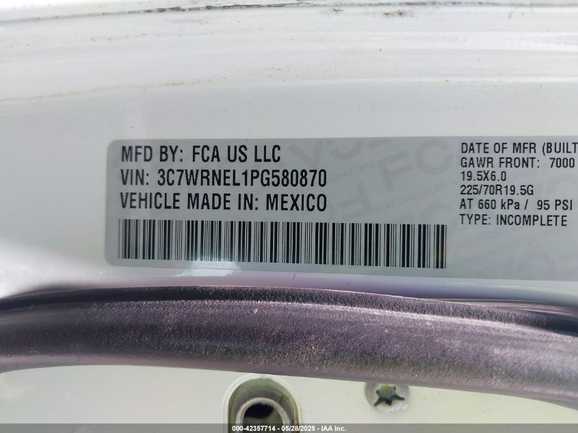 MFD BY: FCA US LLC
VIN: 3C7WRNEL1PG580870
VEHICLE MADE IN: MEXICO
DATE OF MFR (BUILT
GAWR FRONT: 7000
19.5X6.0
225/70R19.5G
AT 660 kPa / 95 PSI
TYPE: INCOMPLETE
000-42357714 - 05/28/2025 - IAA Inc.